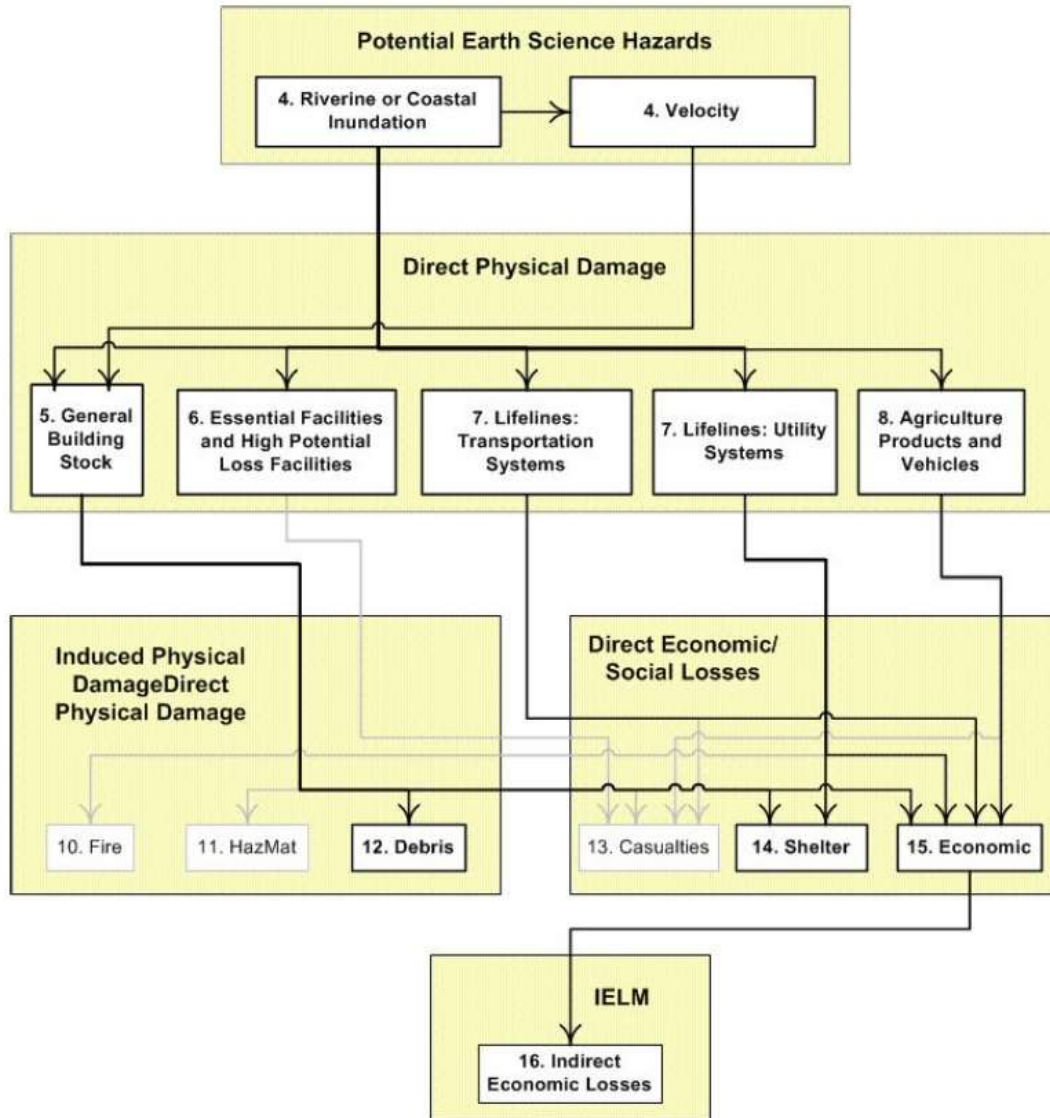 Potential Earth Science Hazards
4. Riverine or Coastal
Inundation
4. Velocity
Direct Physical Damage
5. General
Building
Stock
6. Essential Facilities
and High Potential
Loss Facilities
7. Lifelines:
Transportation
Systems
7. Lifelines: Utility
Systems
8. Agriculture
Products and
Vehicles
Induced Physical
DamageDirect
Physical Damage
10. Fire
11. HazMat
12. Debris
Direct Economic/
Social Losses
13. Casualties
14. Shelter
15. Economic
IELM
16. Indirect
Economic Losses